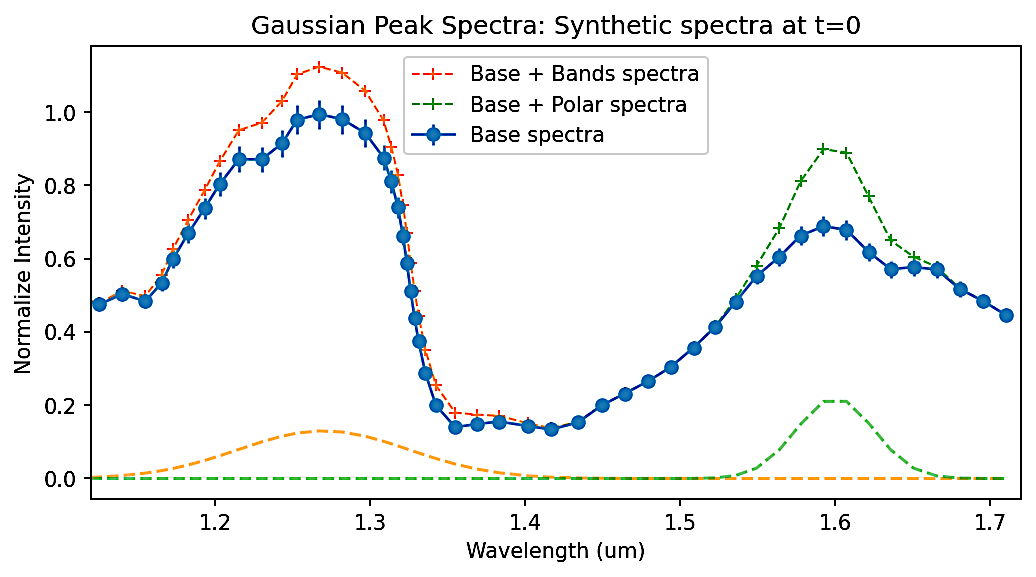 Gaussian Peak Spectra: Synthetic spectra at t=0
Base + Bands spectra
Base + Polar spectra
Base spectra
Normalize Intensity
1.0
0.8
0.6
0.4
0.2
0.0
1.2 1.3 1.4 1.5 1.6 1.7
Wavelength (um)